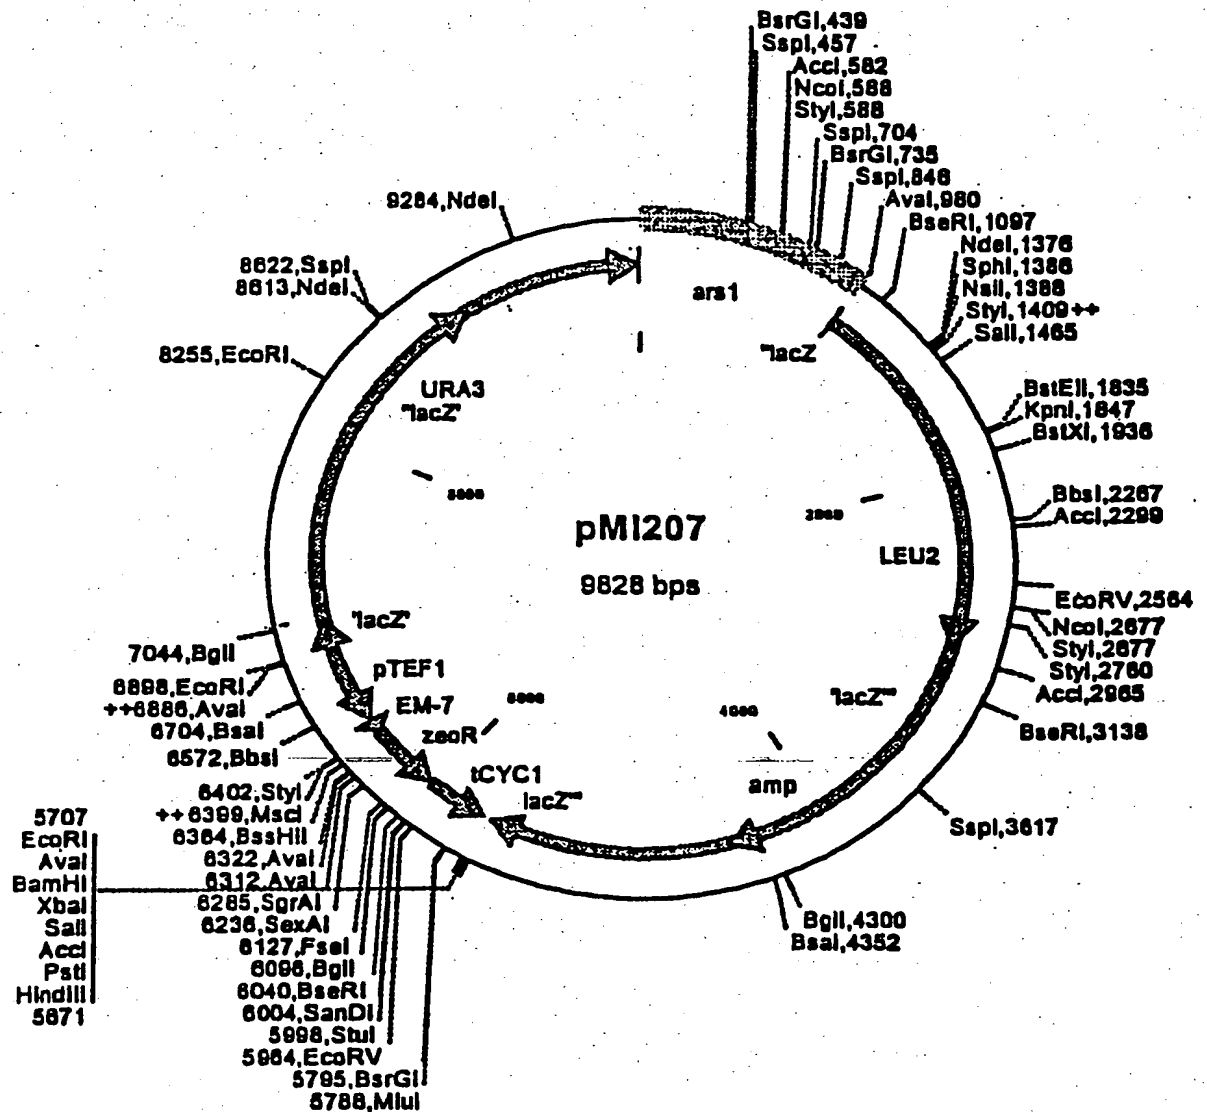 BsrGI,439
SspI,457
AccI,582
NcoI,588
StyI,588
SspI,704
BsrGI,735
SspI,846
AvaI,980
BseRI,1097
NdeI,1376
SphI,1386
NsiI,1388
StyI,1409++
SalI,1465
BstEII,1835
KpnI,1847
BstXI,1936
BbsI,2267
AccI,2299
EcoRV,2564
NcoI,2677
StyI,2677
StyI,2760
AccI,2965
BseRI,3138
SspI,3617
BglI,4300
BsaI,4352
9284,NdeI
8622,SspI
8613,NdeI
8255,EcoRI
7044,BglI
6898,EcoRI
++6886,AvaI
6704,BsaI
6572,BbsI
6402,StyI
++6399,MscI
6364,BssHII
6322,AvaI
6312,AvaI
6285,SgrAI
6236,SexAI
6127,FseI
6096,BglI
6040,BseRI
6004,SanDI
5998,StuI
5964,EcoRV
5795,BsrGI
5788,MluI
5707
EcoRI
AvaI
BamHI
XbaI
SalI
AccI
PstI
HindIII
5671
ars1
"lacZ
URA3
"lacZ'
pMI207
9828 bps
2000
LEU2
"lacZ""
4000
amp
lacZ""
tCYC1
zeoR
EM-7
pTEF1
"lacZ'